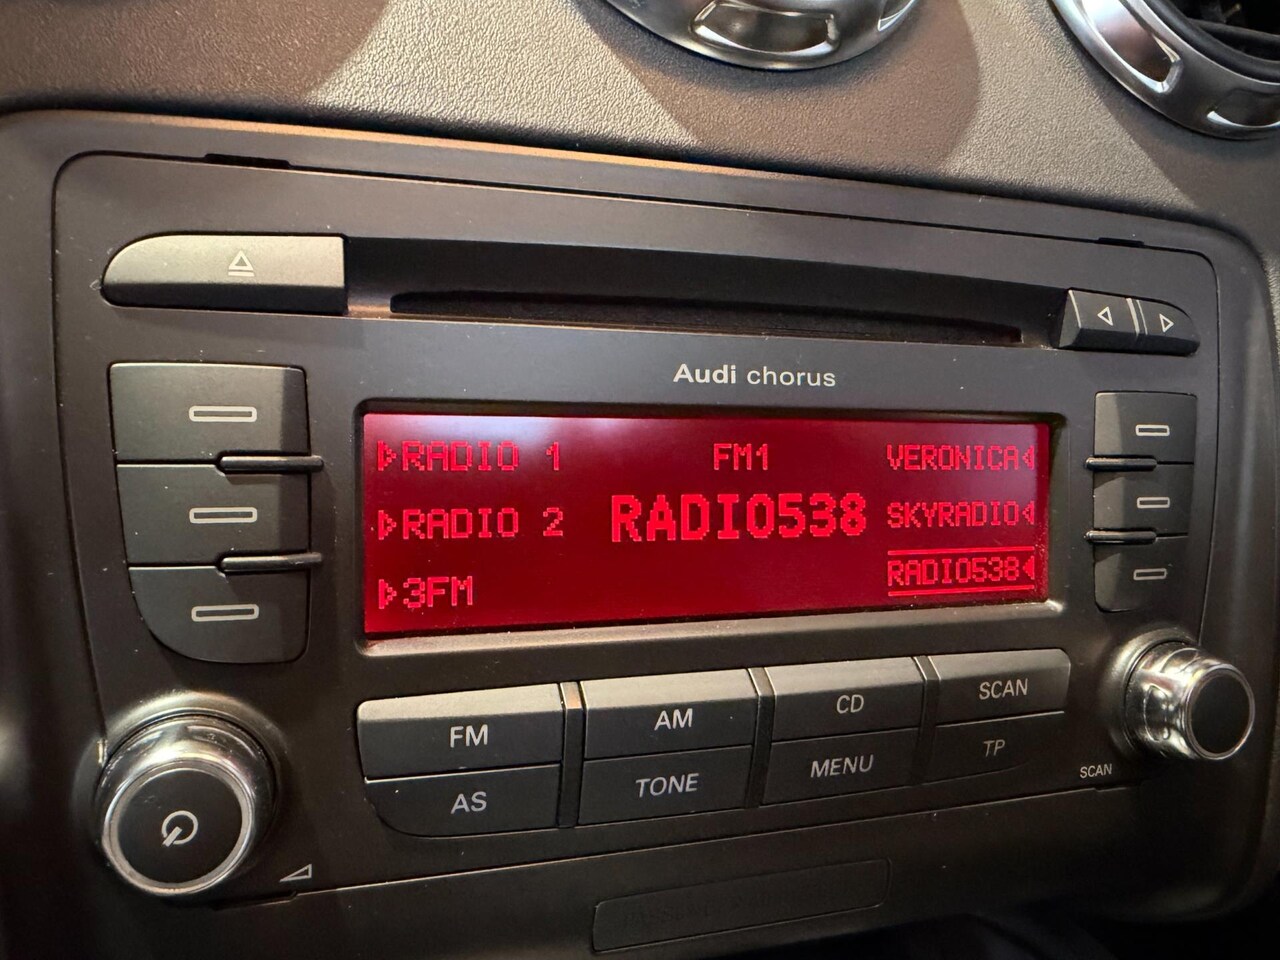 Audi chorus
RADIO 1 FM1 VERONICA
RADIO 2 RADIO538 SKYRADIO
3FM RADIO538
FM AM CD SCAN
AS TONE MENU TP
SCAN